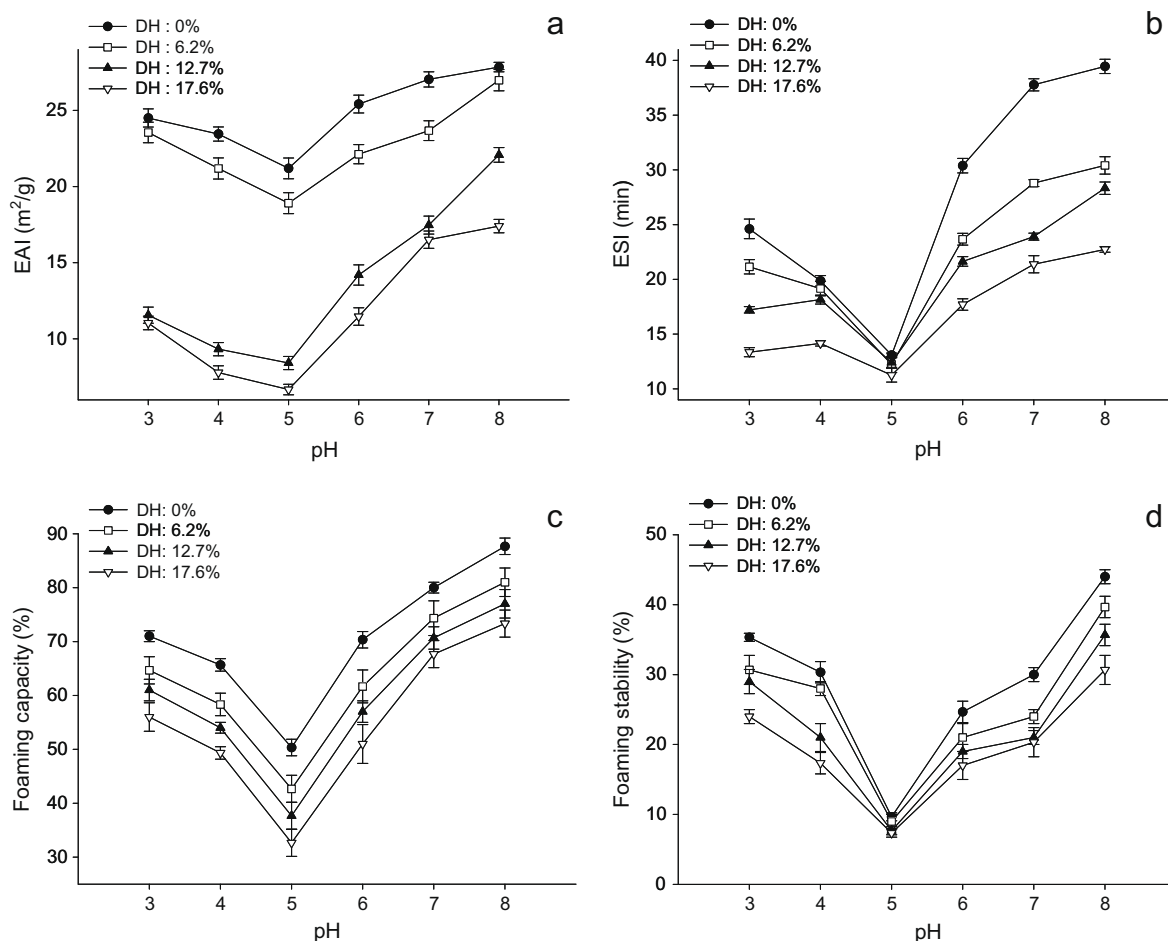 a
DH : 0%
DH : 6.2%
DH : 12.7%
DH : 17.6%
25
20
15
10
EAI (m²/g)
3 4 5 6 7 8
pH
b
DH: 0%
DH: 6.2%
DH: 12.7%
DH: 17.6%
40
35
30
25
20
15
10
ESI (min)
3 4 5 6 7 8
pH
c
DH: 0%
DH: 6.2%
DH: 12.7%
DH: 17.6%
90
80
70
60
50
40
30
Foaming capacity (%)
3 4 5 6 7 8
pH
d
DH: 0%
DH: 6.2%
DH: 12.7%
DH: 17.6%
50
40
30
20
10
0
Foaming stability (%)
3 4 5 6 7 8
pH